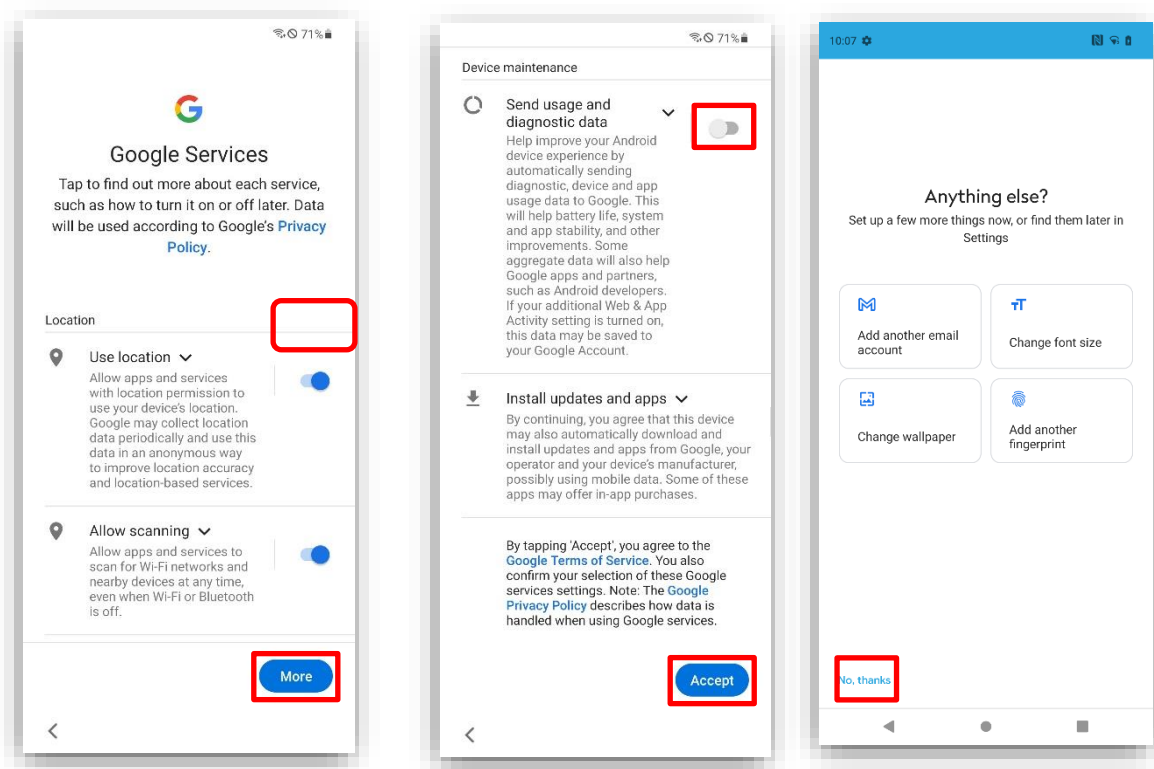 71%
Google Services
Tap to find out more about each service,
such as how to turn it on or off later. Data
will be used according to Google's Privacy
Policy.
Location
Use location
Allow apps and services
with location permission to
use your device's location.
Google may collect location
data periodically and use this
data in an anonymous way
to improve location accuracy
and location-based services.
Allow scanning
Allow apps and services to
scan for Wi-Fi networks and
nearby devices at any time,
even when Wi-Fi or Bluetooth
is off.
More
71%
Device maintenance
Send usage and
diagnostic data
Help improve your Android
device experience by
automatically sending
diagnostic, device and app
usage data to Google. This
will help battery life, system
and app stability, and other
improvements. Some
aggregate data will also help
Google apps and partners,
such as Android developers.
If your additional Web & App
Activity setting is turned on,
this data may be saved to
your Google Account.
Install updates and apps
By continuing, you agree that this device
may also automatically download and
install updates and apps from Google, your
operator and your device's manufacturer,
possibly using mobile data. Some of these
apps may offer in-app purchases.
By tapping 'Accept', you agree to the
Google Terms of Service. You also
confirm your selection of these Google
services settings. Note: The Google
Privacy Policy describes how data is
handled when using Google services.
Accept
10:07
Anything else?
Set up a few more things now, or find them later in
Settings
Add another email
account
Change font size
Change wallpaper
Add another
fingerprint
No, thanks